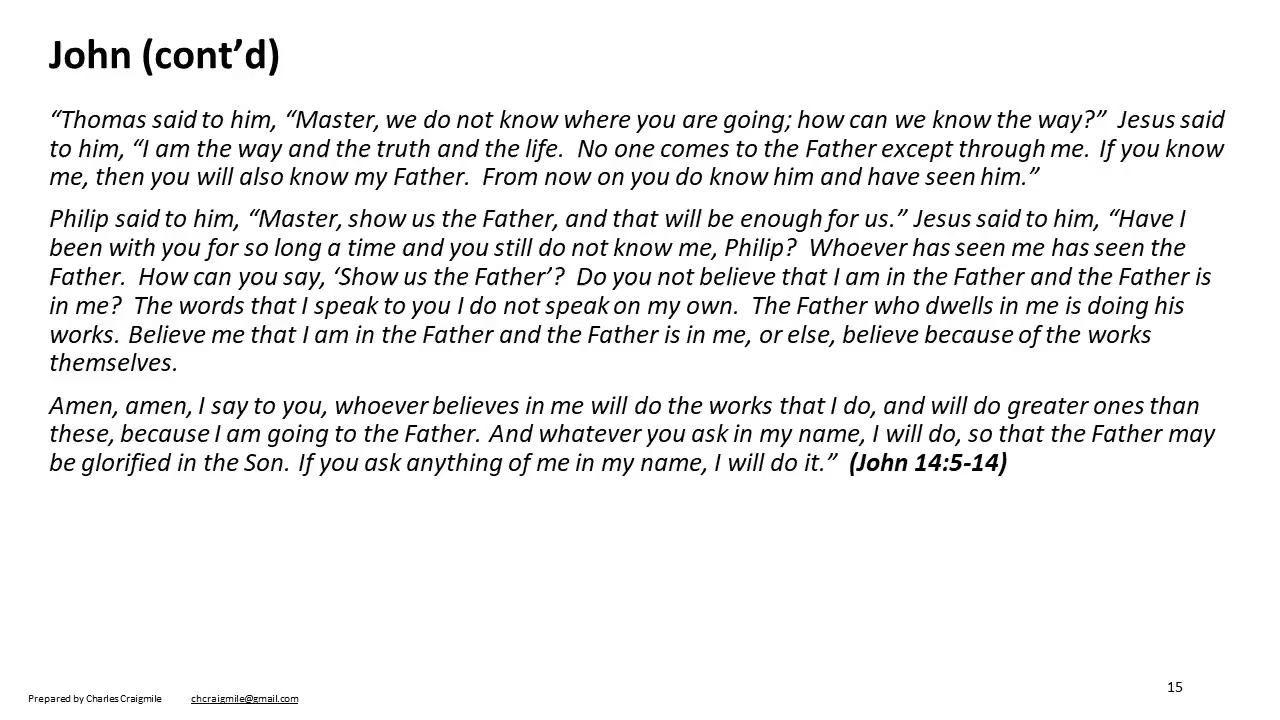 John (cont’d)
“Thomas said to him, “Master, we do not know where you are going; how can we know the way?”  Jesus said
to him, “I am the way and the truth and the life.  No one comes to the Father except through me. If you know
me, then you will also know my Father.  From now on you do know him and have seen him.”
Philip said to him, “Master, show us the Father, and that will be enough for us.” Jesus said to him, “Have I
been with you for so long a time and you still do not know me, Philip?  Whoever has seen me has seen the
Father.  How can you say, ‘Show us the Father’?  Do you not believe that I am in the Father and the Father is
in me?  The words that I speak to you I do not speak on my own.  The Father who dwells in me is doing his
works. Believe me that I am in the Father and the Father is in me, or else, believe because of the works
themselves.
Amen, amen, I say to you, whoever believes in me will do the works that I do, and will do greater ones than
these, because I am going to the Father. And whatever you ask in my name, I will do, so that the Father may
be glorified in the Son. If you ask anything of me in my name, I will do it.”  (John 14:5-14)
15
Prepared by Charles Craigmile chcraigmile@gmail.com